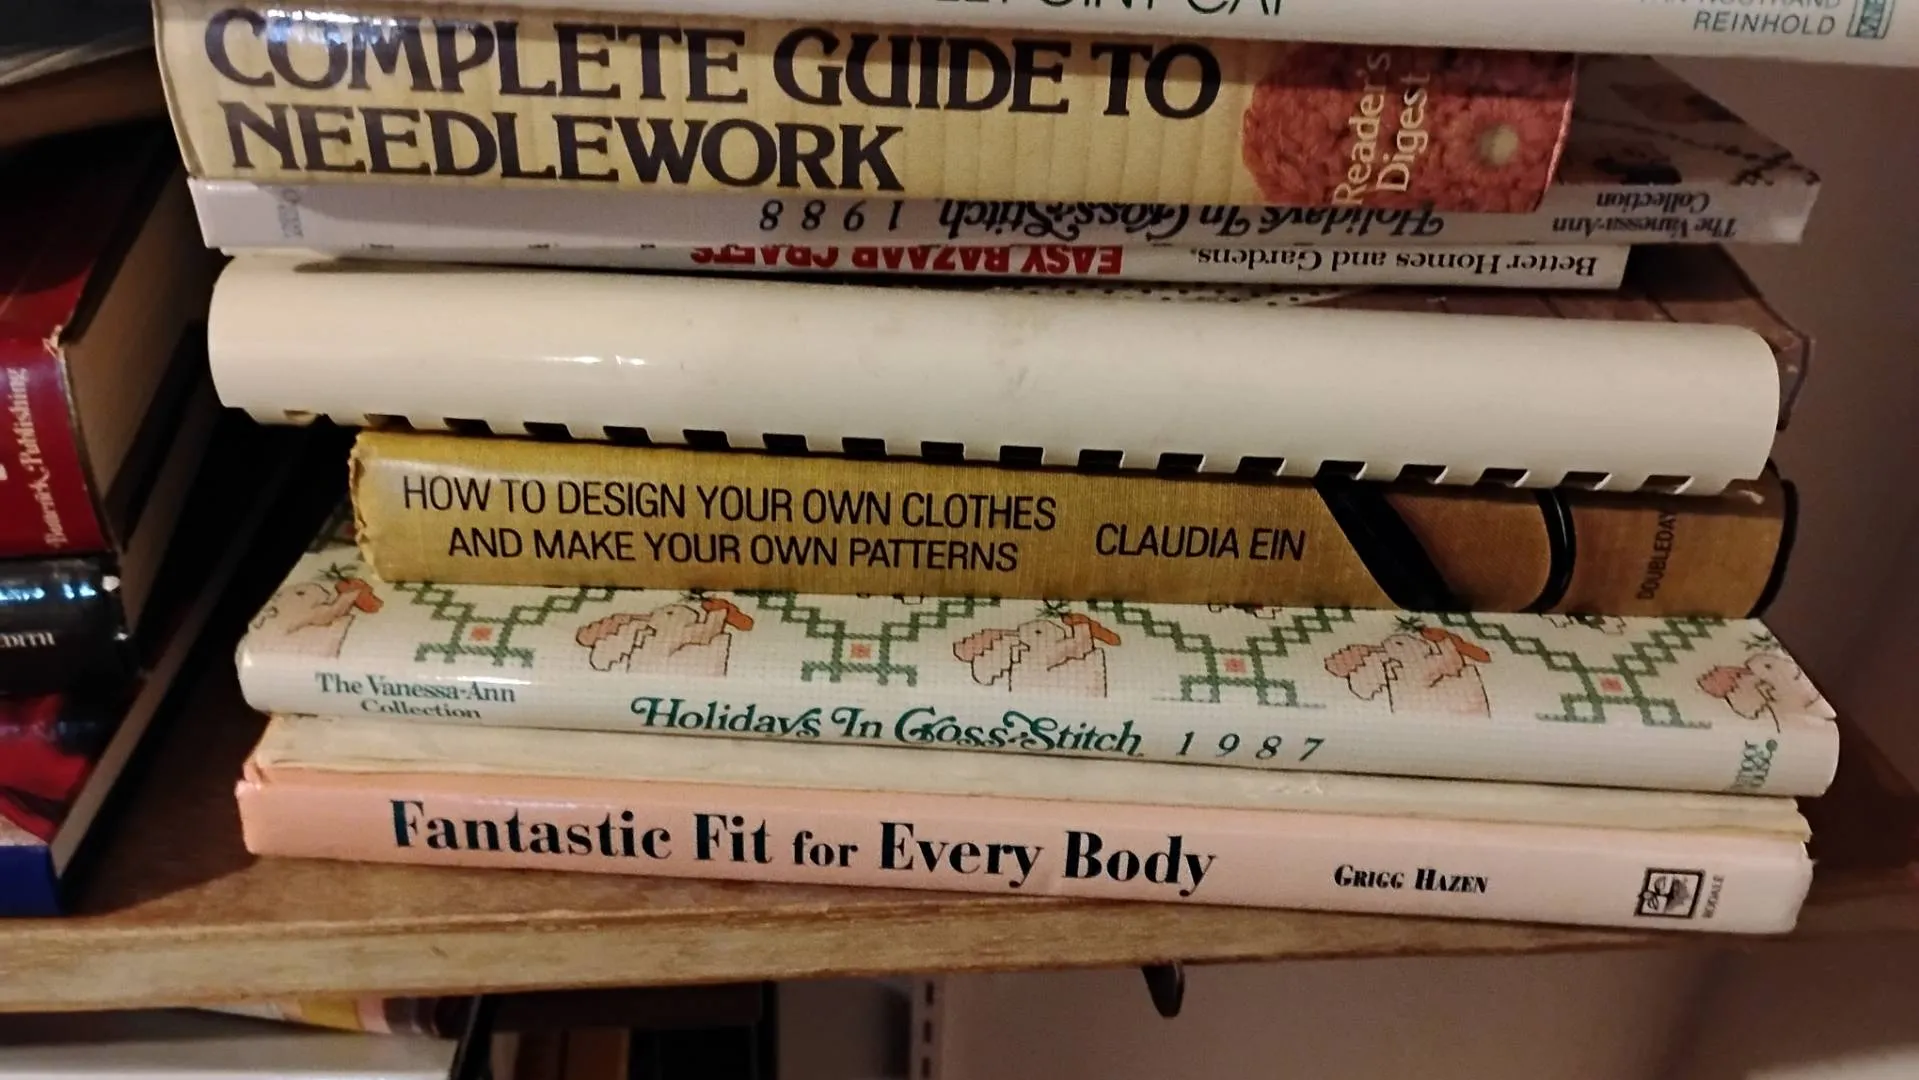 REINHOLD
COMPLETE GUIDE TO
NEEDLEWORK
Reader's
Digest
The Vanessa-Ann
Collection
Holidays In Cross-Stitch 1988
Better Homes and Gardens.
EASY BAZAAR CRAFTS
HOW TO DESIGN YOUR OWN CLOTHES
AND MAKE YOUR OWN PATTERNS
CLAUDIA EIN
DOUBLEDAY
The Vanessa-Ann
Collection
Holidays In Cross-Stitch 1987
Fantastic Fit for Every Body
GRIGG HAZEN
RODALE
Butterick Publishing